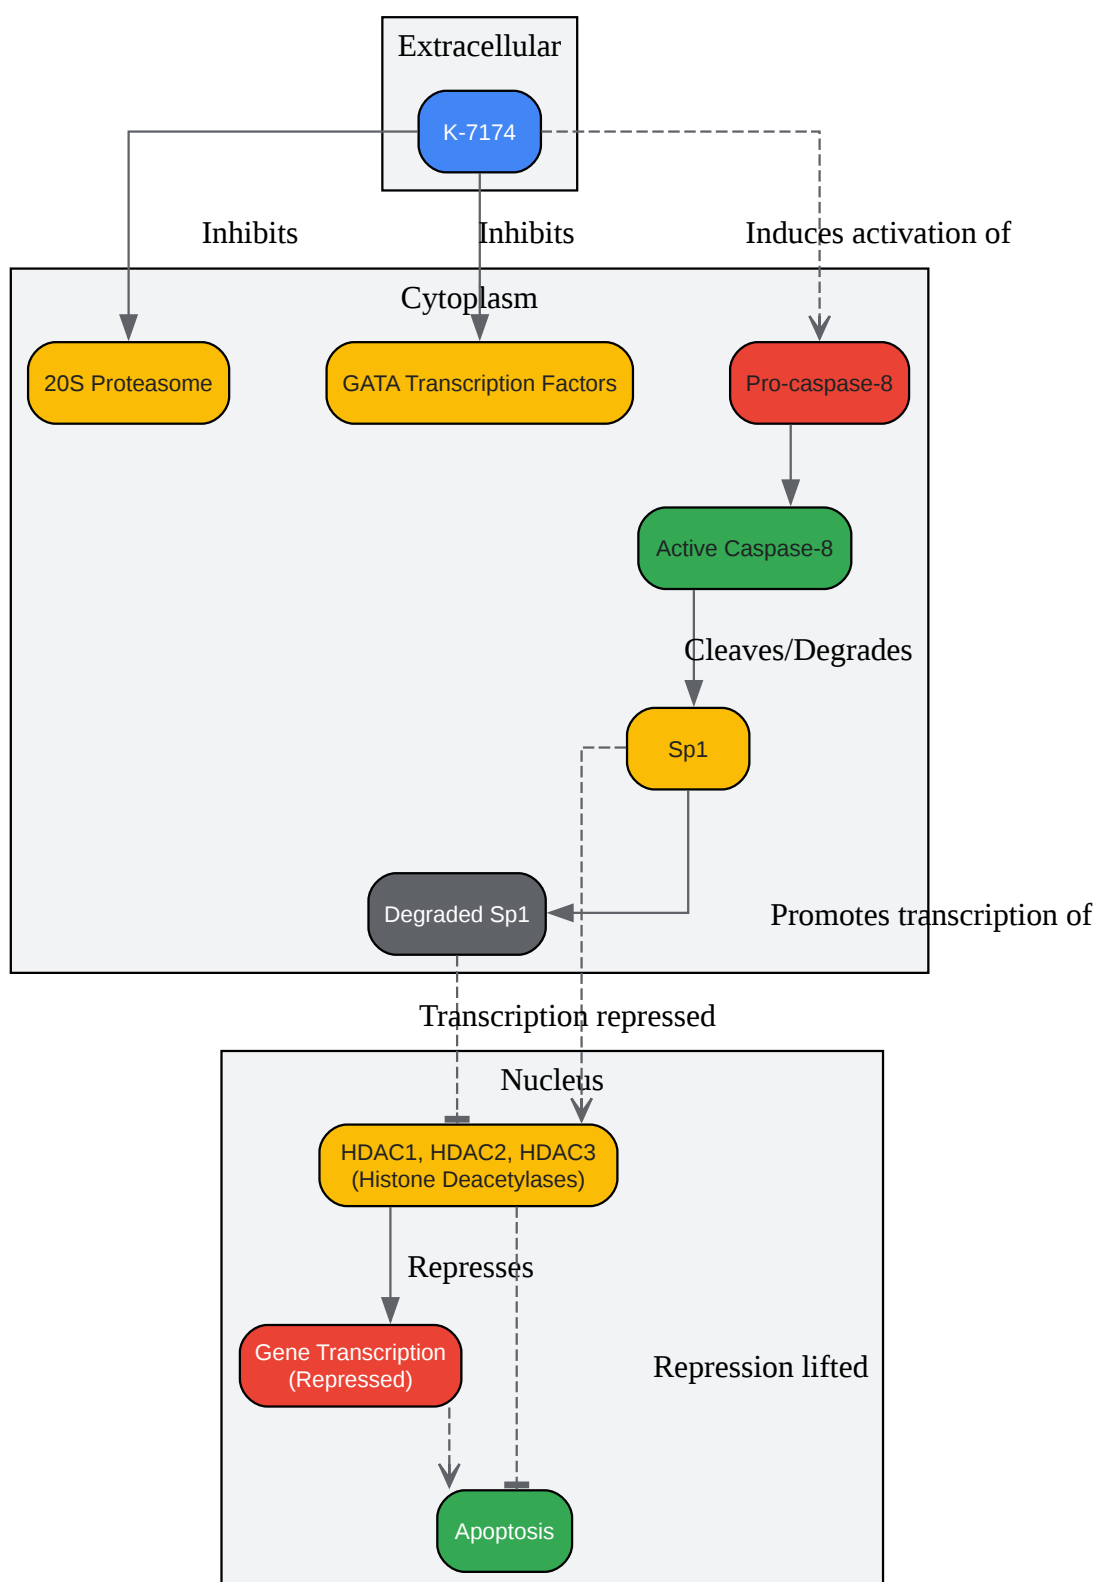 Extracellular
K-7174
Inhibits
Inhibits
Induces activation of
Cytoplasm
20S Proteasome
GATA Transcription Factors
Pro-caspase-8
Active Caspase-8
Cleaves/Degrades
Sp1
Degraded Sp1
Promotes transcription of
Transcription repressed
Nucleus
HDAC1, HDAC2, HDAC3
(Histone Deacetylases)
Represses
Gene Transcription
(Repressed)
Repression lifted
Apoptosis